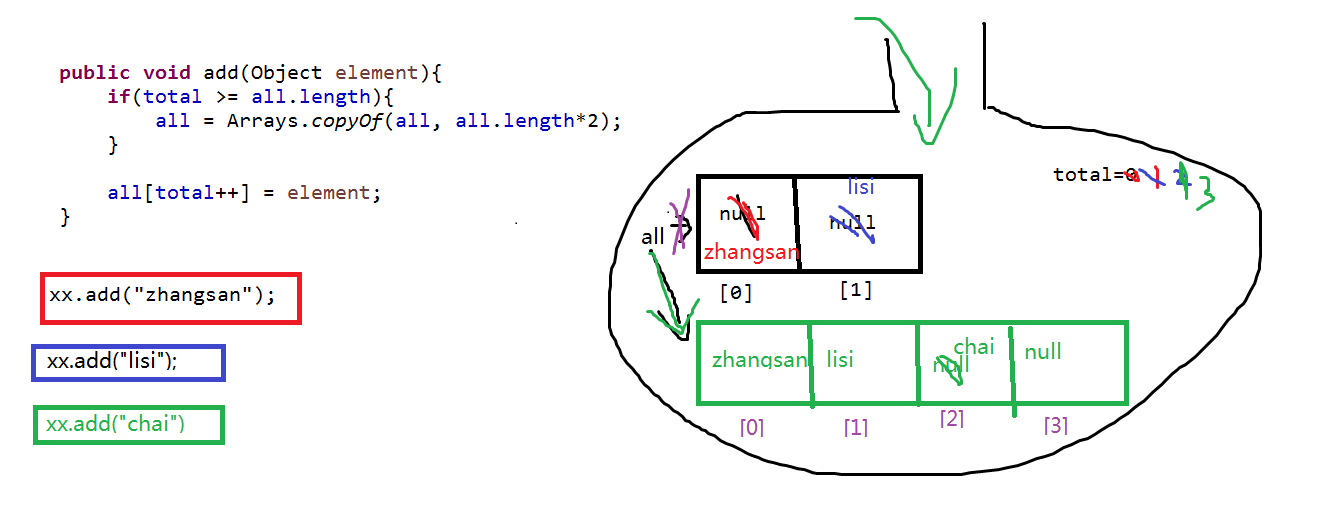 public void add(Object element){
if(total >= all.length){
all = Arrays.copyOf(all, all.length*2);
}
all[total++] = element;
}
xx.add("zhangsan");
xx.add("lisi");
xx.add("chai")
total=0 1 2 3
lisi
null null
all
zhangsan
[0] [1]
chai
zhangsan lisi null null
[0] [1] [2] [3]